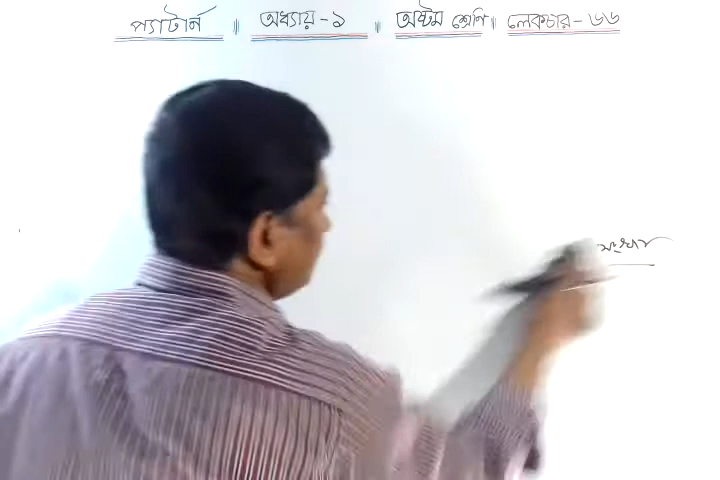 প্যাটার্ন ॥ অধ্যায় - ১ ॥ অষ্টম শ্রেণি ॥ লেকচার - ৬৬